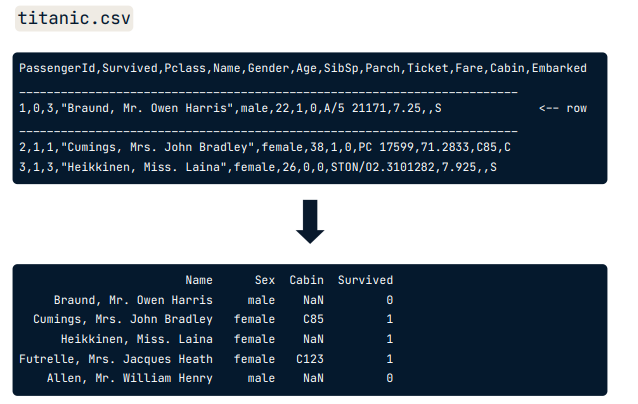 titanic.csv
PassengerId,Survived,Pclass,Name,Gender,Age,SibSp,Parch,Ticket,Fare,Cabin,Embarked
_______________________________________________________________________
1,0,3,"Braund, Mr. Owen Harris",male,22,1,0,A/5 21171,7.25,,S <-- row
_______________________________________________________________________
2,1,1,"Cumings, Mrs. John Bradley",female,38,1,0,PC 17599,71.2833,C85,C
3,1,3,"Heikkinen, Miss. Laina",female,26,0,0,STON/O2.3101282,7.925,,S
Name Sex Cabin Survived
Braund, Mr. Owen Harris male NaN 0
Cumings, Mrs. John Bradley female C85 1
Heikkinen, Miss. Laina female NaN 1
Futrelle, Mrs. Jacques Heath female C123 1
Allen, Mr. William Henry male NaN 0